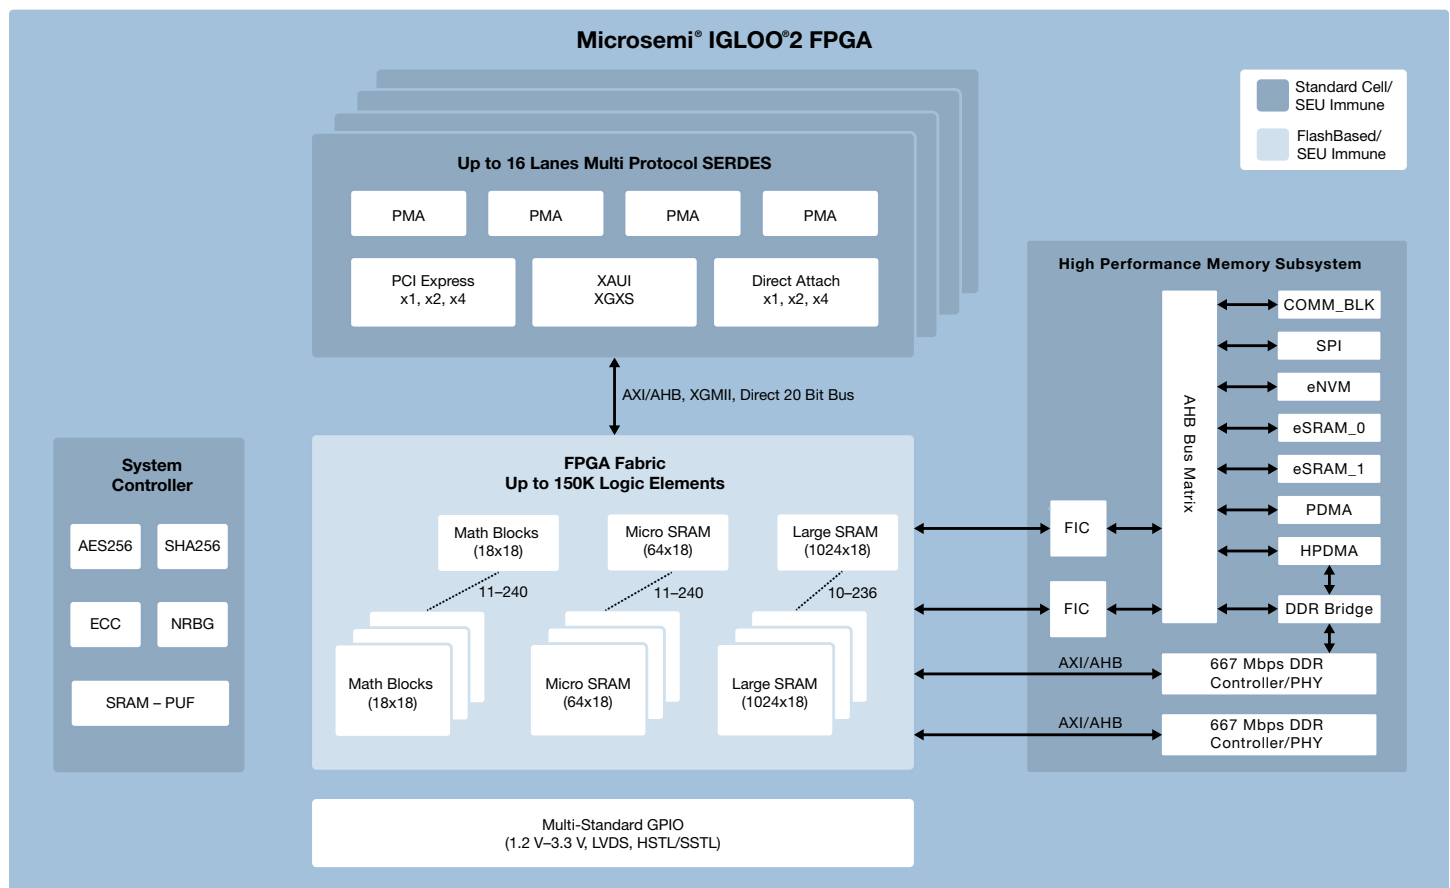 Microsemi® IGLOO®2 FPGA
Standard Cell/
SEU Immune
FlashBased/
SEU Immune
Up to 16 Lanes Multi Protocol SERDES
PMA
PMA
PMA
PMA
PCI Express
x1, x2, x4
XAUI
XGXS
Direct Attach
x1, x2, x4
AXI/AHB, XGMII, Direct 20 Bit Bus
System
Controller
AES256
SHA256
ECC
NRBG
SRAM – PUF
FPGA Fabric
Up to 150K Logic Elements
Math Blocks
(18x18)
Micro SRAM
(64x18)
Large SRAM
(1024x18)
11–240
11–240
10–236
Math Blocks
(18x18)
Micro SRAM
(64x18)
Large SRAM
(1024x18)
Multi-Standard GPIO
(1.2 V–3.3 V, LVDS, HSTL/SSTL)
High Performance Memory Subsystem
AHB Bus Matrix
COMM_BLK
SPI
eNVM
eSRAM_0
eSRAM_1
PDMA
HPDMA
DDR Bridge
FIC
FIC
AXI/AHB
667 Mbps DDR
Controller/PHY
AXI/AHB
667 Mbps DDR
Controller/PHY